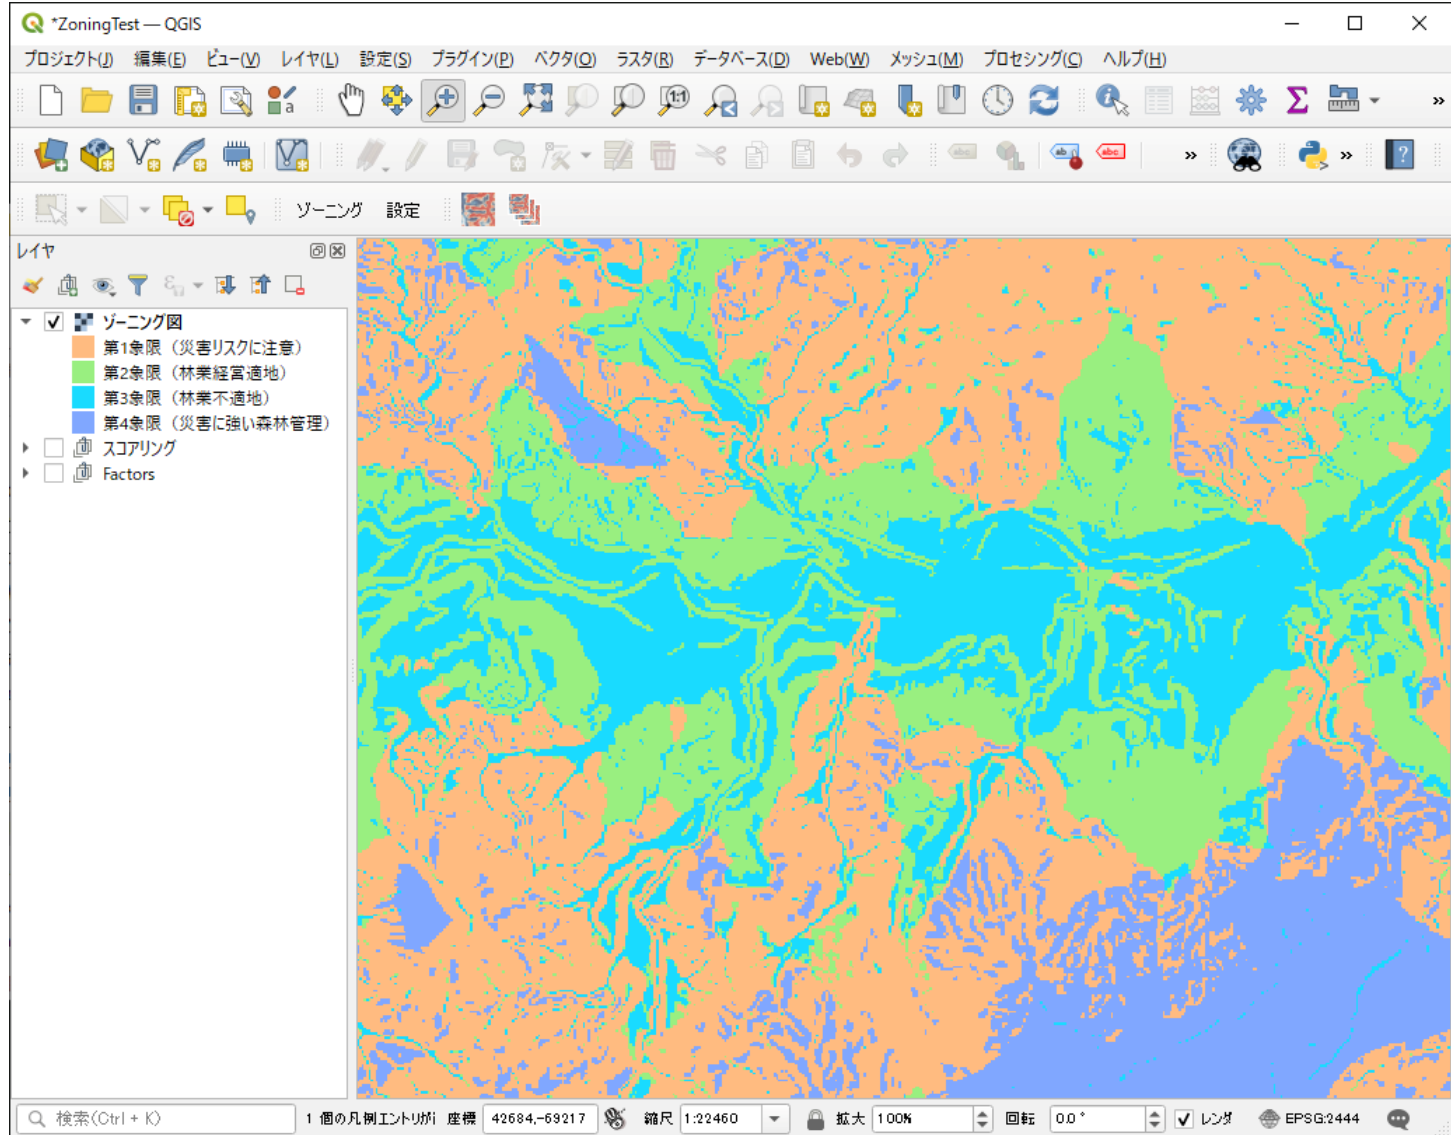 *ZoningTest — QGIS
プロジェクト(J) 編集(E) ビュー(V) レイヤ(L) 設定(S) プラグイン(P) ベクタ(O) ラスタ(R) データベース(D) Web(W) メッシュ(M) プロセシング(C) ヘルプ(H)
ゾーニング 設定
レイヤ
ゾーニング図
第1象限（災害リスクに注意）
第2象限（林業経営適地）
第3象限（林業不適地）
第4象限（災害に強い森林管理）
スコアリング
Factors
検索(Ctrl + K) 1 個の凡例エントリが 座標 42684,-69217 縮尺 1:22460 拡大 100% 回転 0.0 ° レンダ EPSG:2444